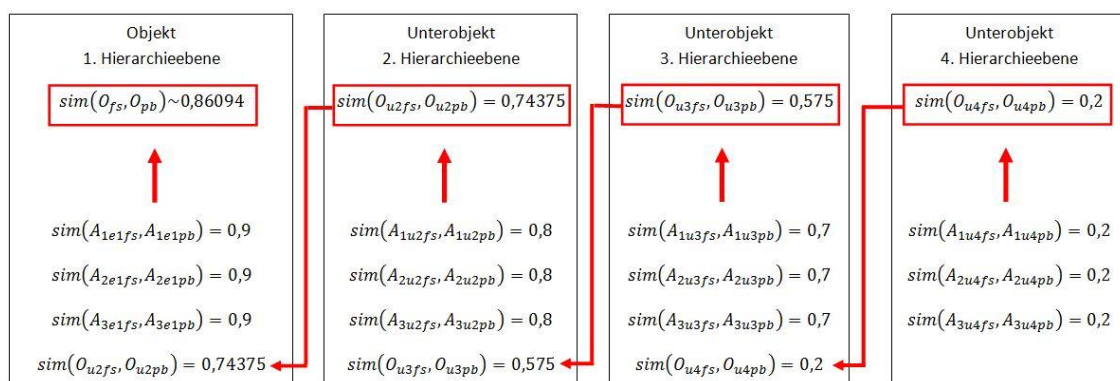 Objekt
1. Hierarchieebene
sim(O_fs, O_pb)~0,86094
sim(A_1e1fs, A_1e1pb) = 0,9
sim(A_2e1fs, A_2e1pb) = 0,9
sim(A_3e1fs, A_3e1pb) = 0,9
sim(O_u2fs, O_u2pb) = 0,74375
Unterobjekt
2. Hierarchieebene
sim(O_u2fs, O_u2pb) = 0,74375
sim(A_1u2fs, A_1u2pb) = 0,8
sim(A_2u2fs, A_2u2pb) = 0,8
sim(A_3u2fs, A_3u2pb) = 0,8
sim(O_u3fs, O_u3pb) = 0,575
Unterobjekt
3. Hierarchieebene
sim(O_u3fs, O_u3pb) = 0,575
sim(A_1u3fs, A_1u3pb) = 0,7
sim(A_2u3fs, A_2u3pb) = 0,7
sim(A_3u3fs, A_3u3pb) = 0,7
sim(O_u4fs, O_u4pb) = 0,2
Unterobjekt
4. Hierarchieebene
sim(O_u4fs, O_u4pb) = 0,2
sim(A_1u4fs, A_1u4pb) = 0,2
sim(A_2u4fs, A_2u4pb) = 0,2
sim(A_3u4fs, A_3u4pb) = 0,2